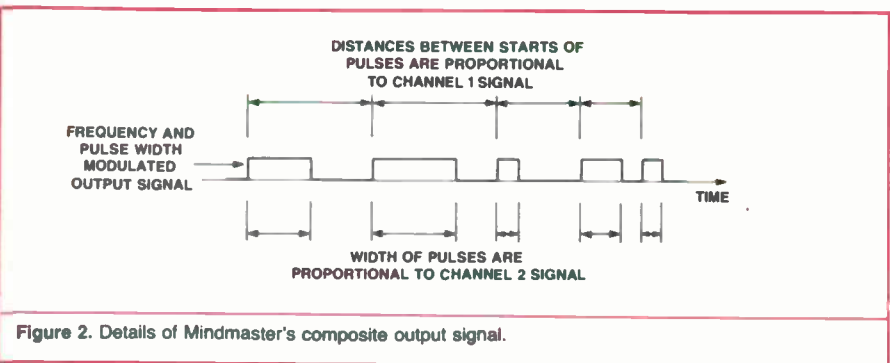 DISTANCES BETWEEN STARTS OF
PULSES ARE PROPORTIONAL
TO CHANNEL 1 SIGNAL
FREQUENCY AND
PULSE WIDTH
MODULATED
OUTPUT SIGNAL
TIME
WIDTH OF PULSES ARE
PROPORTIONAL TO CHANNEL 2 SIGNAL
Figure 2. Details of Mindmaster's composite output signal.